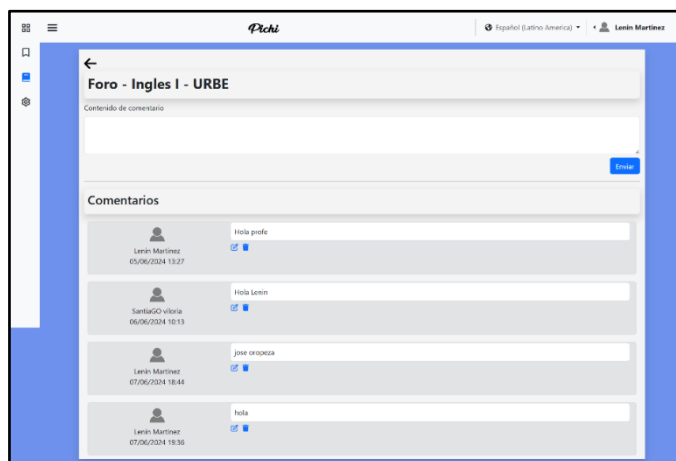 Pichi
Español (Latino America)
Lenin Martinez
Foro - Ingles I - URBE
Contenido de comentario
Enviar
Comentarios
Hola profe
Lenin Martinez
05/06/2024 13:27
Hola Lenin
SantiaGO viloria
06/06/2024 10:13
jose oropeza
Lenin Martinez
07/06/2024 18:44
hola
Lenin Martinez
07/06/2024 19:36